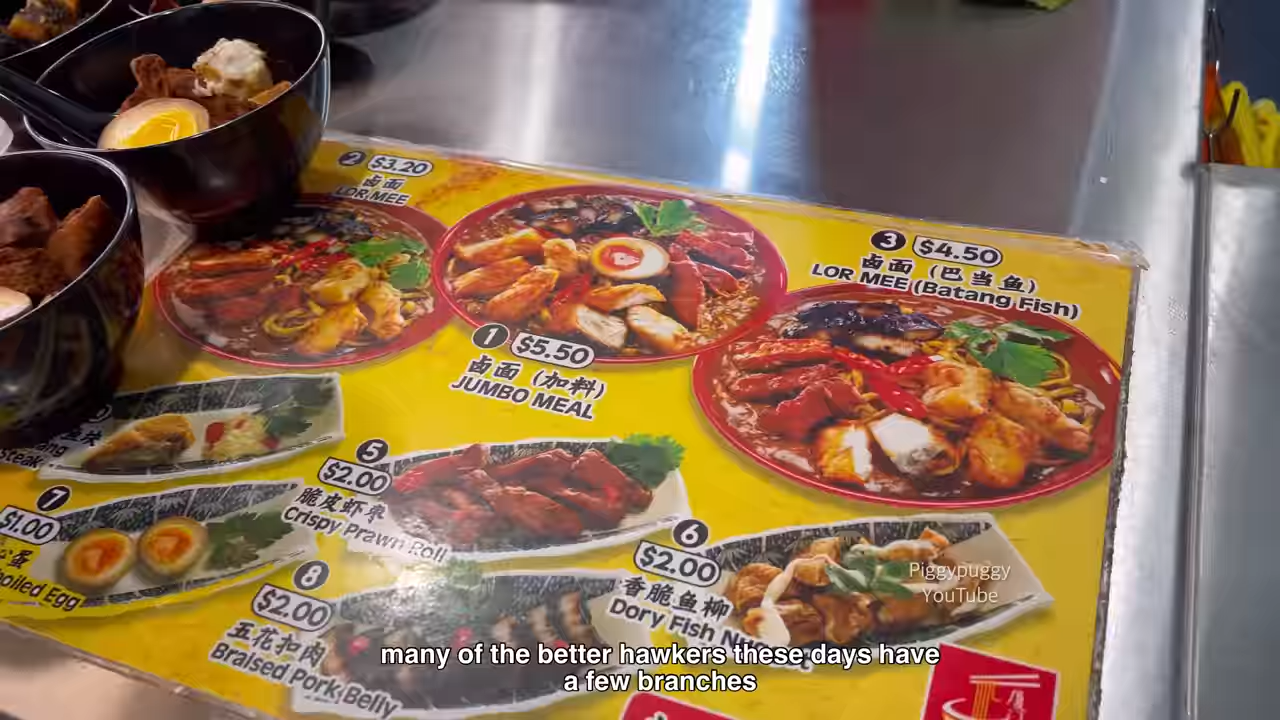 2 $3.20
卤面
LOR MEE
1 $5.50
卤面 (加料)
JUMBO MEAL
3 $4.50
卤面 (巴当鱼)
LOR MEE (Batang Fish)
5
$2.00
脆皮虾枣
Crispy Prawn Roll
6
$2.00
香脆鱼柳
Dory Fish
7
$1.00
蛋
Egg
8
$2.00
五花扣肉
Braised Pork Belly
Piggypuggy
YouTube
many of the better hawkers these days have
a few branches